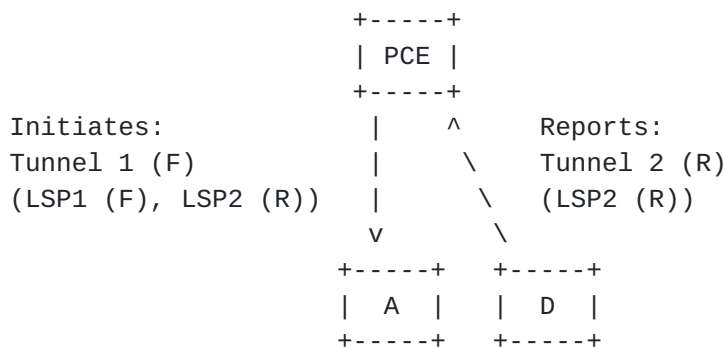 +-----+
| PCE |
+-----+
Initiates: | ^ Reports:
Tunnel 1 (F) | \ Tunnel 2 (R)
(LSP1 (F), LSP2 (R)) | \ (LSP2 (R))
v \
+-----+ +-----+
| A | | D |
+-----+ +-----+